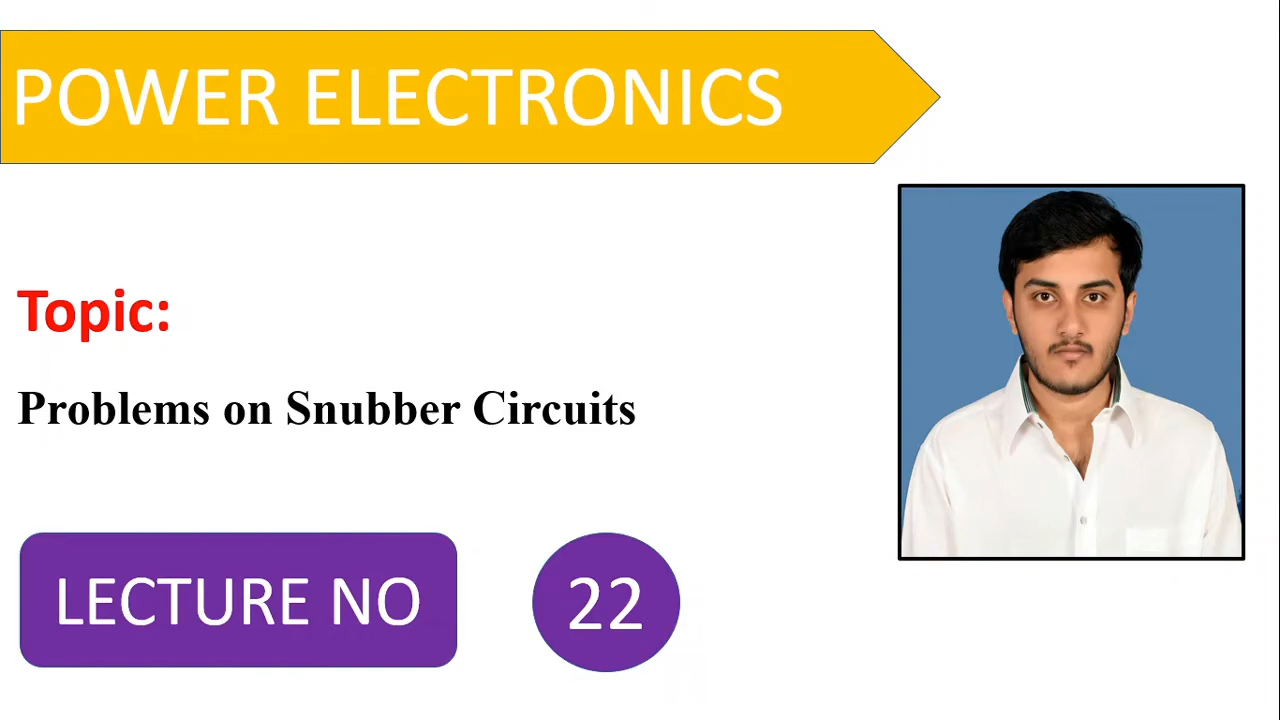 POWER ELECTRONICS
Topic:
Problems on Snubber Circuits
LECTURE NO
22